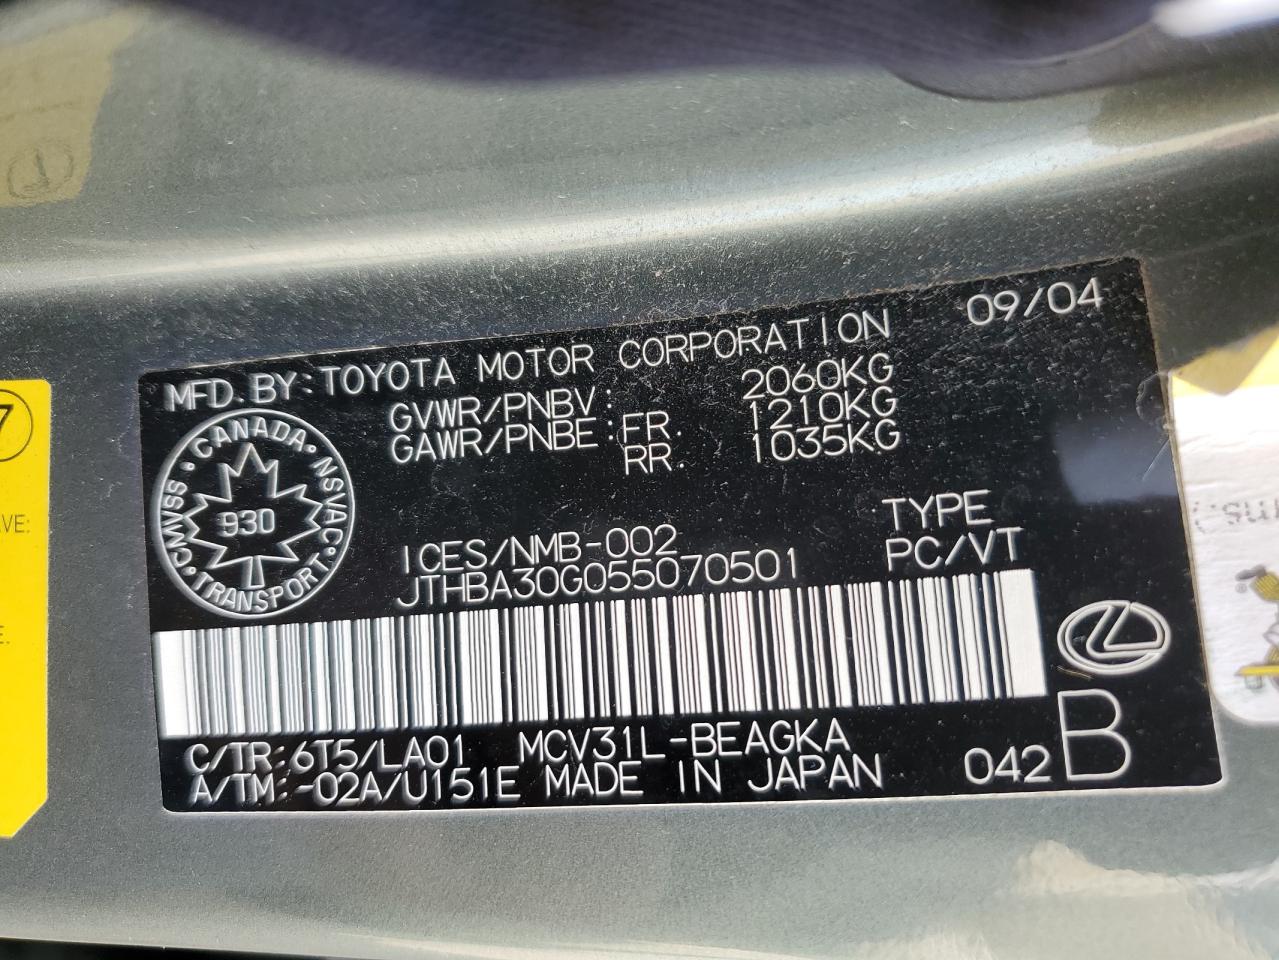 09/04
MFD. BY: TOYOTA MOTOR CORPORATION
GVWR/PNBV: 2060KG
GAWR/PNBE: FR. 1210KG
RR. 1035KG
CANADA · NSVAC · TRANSPORT · CMVSS
930
TYPE
ICES/NMB-002
JTHBA30G055070501 PC/VT
C/TR: 6T5/LA01 MCV31L-BEAGKA
A/TM: -02A/U151E MADE IN JAPAN
042 B
7